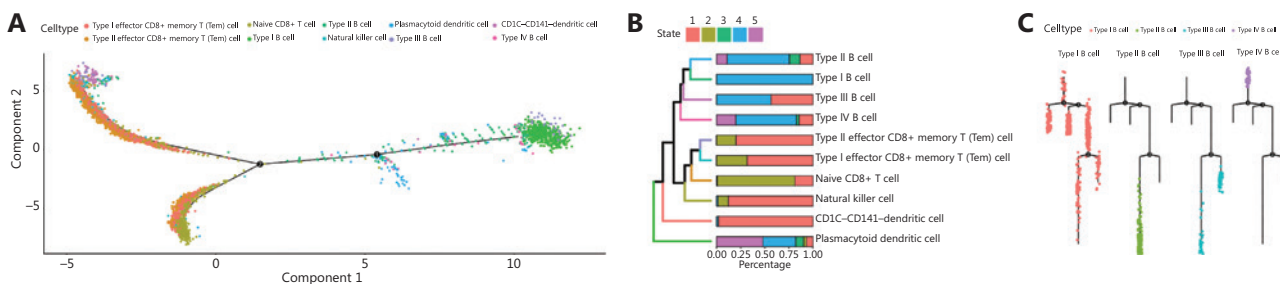 A
Celltype
Type I effector CD8+ memory T (Tem) cell
Naive CD8+ T cell
Type II B cell
Plasmacytoid dendritic cell
CD1C–CD141–dendritic cell
Type II effector CD8+ memory T (Tem) cell
Type I B cell
Natural killer cell
Type III B cell
Type IV B cell
Component 2
5
0
−5
−5
0
5
10
Component 1
B
State
1 2 3 4 5
Type II B cell
Type I B cell
Type III B cell
Type IV B cell
Type II effector CD8+ memory T (Tem) cell
Type I effector CD8+ memory T (Tem) cell
Naive CD8+ T cell
Natural killer cell
CD1C–CD141–dendritic cell
Plasmacytoid dendritic cell
0.00 0.25 0.50 0.75 1.00
Percentage
C
Celltype
Type I B cell
Type II B cell
Type III B cell
Type IV B cell
Type I B cell
Type II B cell
Type III B cell
Type IV B ce